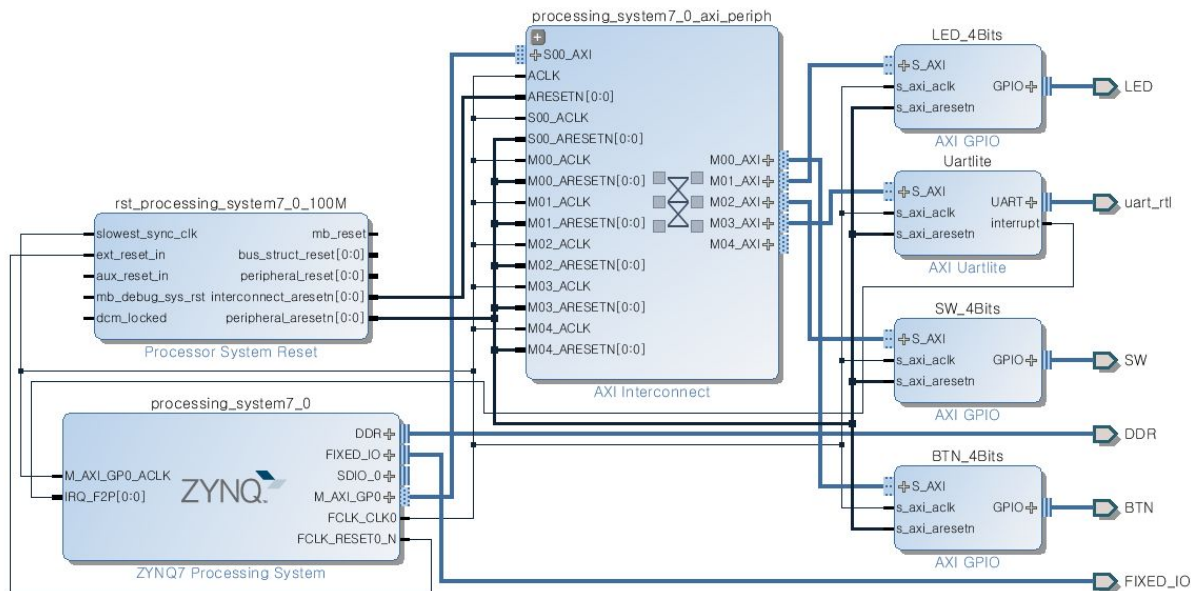 processing_system7_0_axi_periph
S00_AXI
ACLK
ARESETN[0:0]
S00_ACLK
S00_ARESETN[0:0]
M00_ACLK
M00_ARESETN[0:0]
M01_ACLK
M01_ARESETN[0:0]
M02_ACLK
M02_ARESETN[0:0]
M03_ACLK
M03_ARESETN[0:0]
M04_ACLK
M04_ARESETN[0:0]
M00_AXI
M01_AXI
M02_AXI
M03_AXI
M04_AXI
AXI Interconnect
LED_4Bits
S_AXI
s_axi_aclk
s_axi_aresetn
GPIO
AXI GPIO
LED
Uartlite
S_AXI
s_axi_aclk
s_axi_aresetn
UART
interrupt
AXI Uartlite
uart_rtl
rst_processing_system7_0_100M
slowest_sync_clk
ext_reset_in
aux_reset_in
mb_debug_sys_rst
dcm_locked
mb_reset
bus_struct_reset[0:0]
peripheral_reset[0:0]
interconnect_aresetn[0:0]
peripheral_aresetn[0:0]
Processor System Reset
SW_4Bits
S_AXI
s_axi_aclk
s_axi_aresetn
GPIO
AXI GPIO
SW
processing_system7_0
M_AXI_GP0_ACLK
IRQ_F2P[0:0]
ZYNQ
DDR
FIXED_IO
SDIO_0
M_AXI_GP0
FCLK_CLK0
FCLK_RESET0_N
ZYNQ7 Processing System
DDR
BTN_4Bits
S_AXI
s_axi_aclk
s_axi_aresetn
GPIO
AXI GPIO
BTN
FIXED_IO